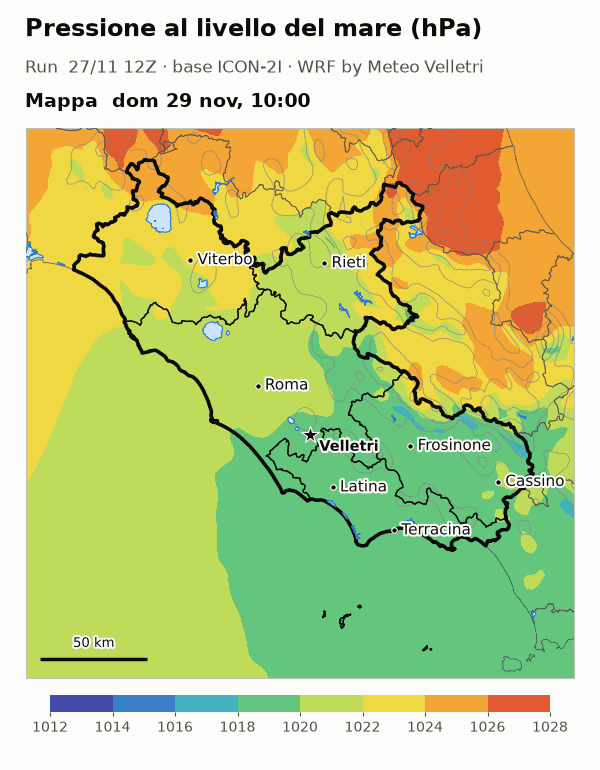 Pressione al livello del mare (hPa)
Run  27/11 12Z · base ICON-2I · WRF by Meteo Velletri
Mappa  dom 29 nov, 10:00
Viterbo
Rieti
Roma
Velletri
Frosinone
Cassino
Latina
Terracina
50 km
1012 1014 1016 1018 1020 1022 1024 1026 1028